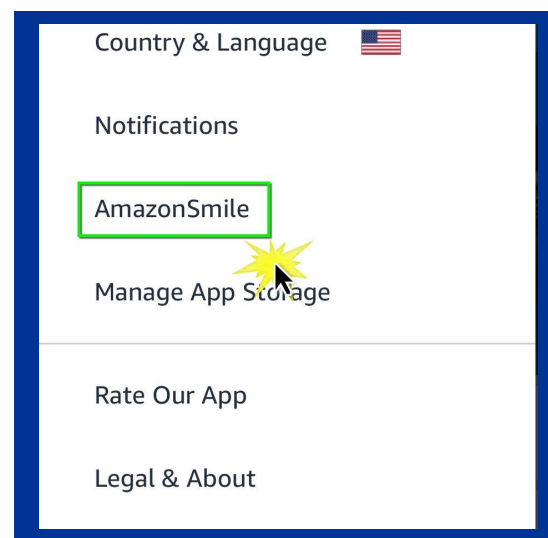 Country & Language
Notifications
AmazonSmile
Manage App Storage
Rate Our App
Legal & About